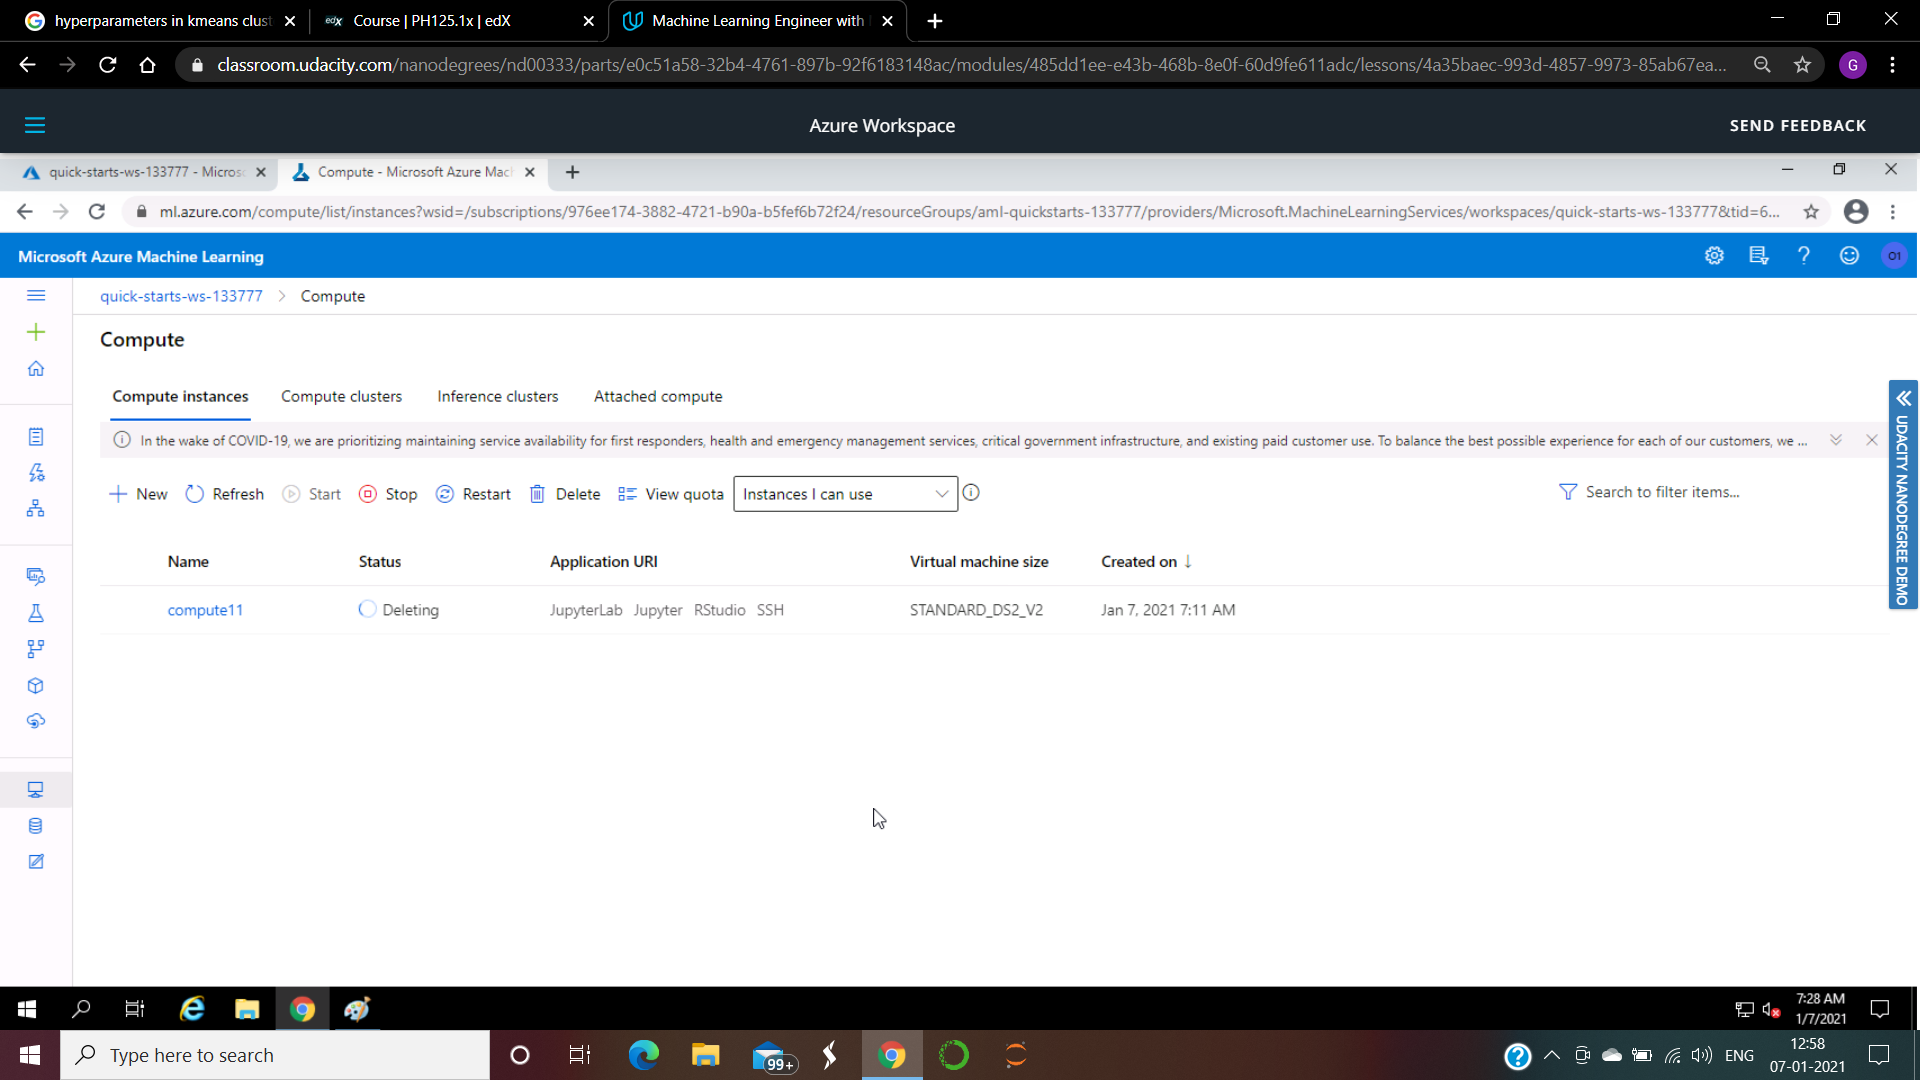 hyperparameters in kmeans clust
edX Course | PH125.1x | edX
Machine Learning Engineer with
classroom.udacity.com/nanodegrees/nd00333/parts/e0c51a58-32b4-4761-897b-92f6183148ac/modules/485dd1ee-e43b-468b-8e0f-60d9fe611adc/lessons/4a35baec-993d-4857-9973-85ab67ea...
G
Azure Workspace
SEND FEEDBACK
quick-starts-ws-133777 - Micros
Compute - Microsoft Azure Mach
ml.azure.com/compute/list/instances?wsid=/subscriptions/976ee174-3882-4721-b90a-b5fef6b72f24/resourceGroups/aml-quickstarts-133777/providers/Microsoft.MachineLearningServices/workspaces/quick-starts-ws-133777&tid=6...
Microsoft Azure Machine Learning
O1
quick-starts-ws-133777 > Compute
Compute
Compute instances Compute clusters Inference clusters Attached compute
In the wake of COVID-19, we are prioritizing maintaining service availability for first responders, health and emergency management services, critical government infrastructure, and existing paid customer use. To balance the best possible experience for each of our customers, we ...
New Refresh Start Stop Restart Delete View quota Instances I can use
Search to filter items...
UDACITY NANODEGREE DEMO
Name Status Application URI Virtual machine size Created on ↓
compute11 Deleting JupyterLab Jupyter RStudio SSH STANDARD_DS2_V2 Jan 7, 2021 7:11 AM
7:28 AM
1/7/2021
Type here to search
99+
ENG
12:58
07-01-2021